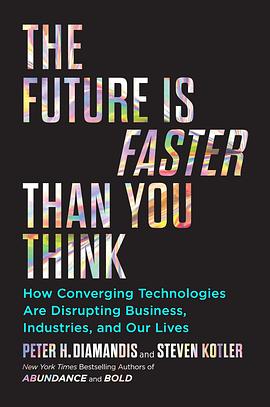 THE
FUTURE IS
FASTER
THAN YOU
THINK
How Converging Technologies
Are Disrupting Business,
Industries, and Our Lives
PETER H. DIAMANDIS and STEVEN KOTLER
New York Times Bestselling Authors of
ABUNDANCE and BOLD